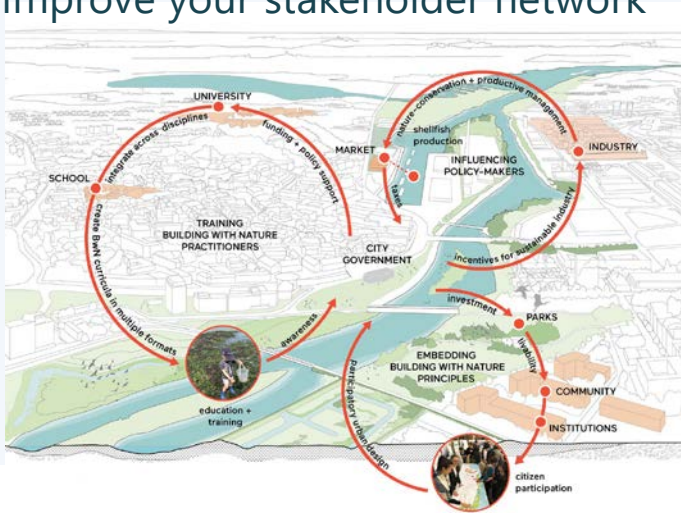 improve your stakeholder network
UNIVERSITY
integrate across disciplines
funding + policy support
SCHOOL
TRAINING
BUILDING WITH NATURE
PRACTITIONERS
create BwN curricula in multiple formats
education +
training
awareness
CITY
GOVERNMENT
nature-conservation + productive management
shellfish
production
MARKET
taxes
INFLUENCING
POLICY-MAKERS
INDUSTRY
incentives for sustainable industry
investment
PARKS
livability
EMBEDDING
BUILDING WITH NATURE
PRINCIPLES
COMMUNITY
INSTITUTIONS
participatory urban design
citizen
participation